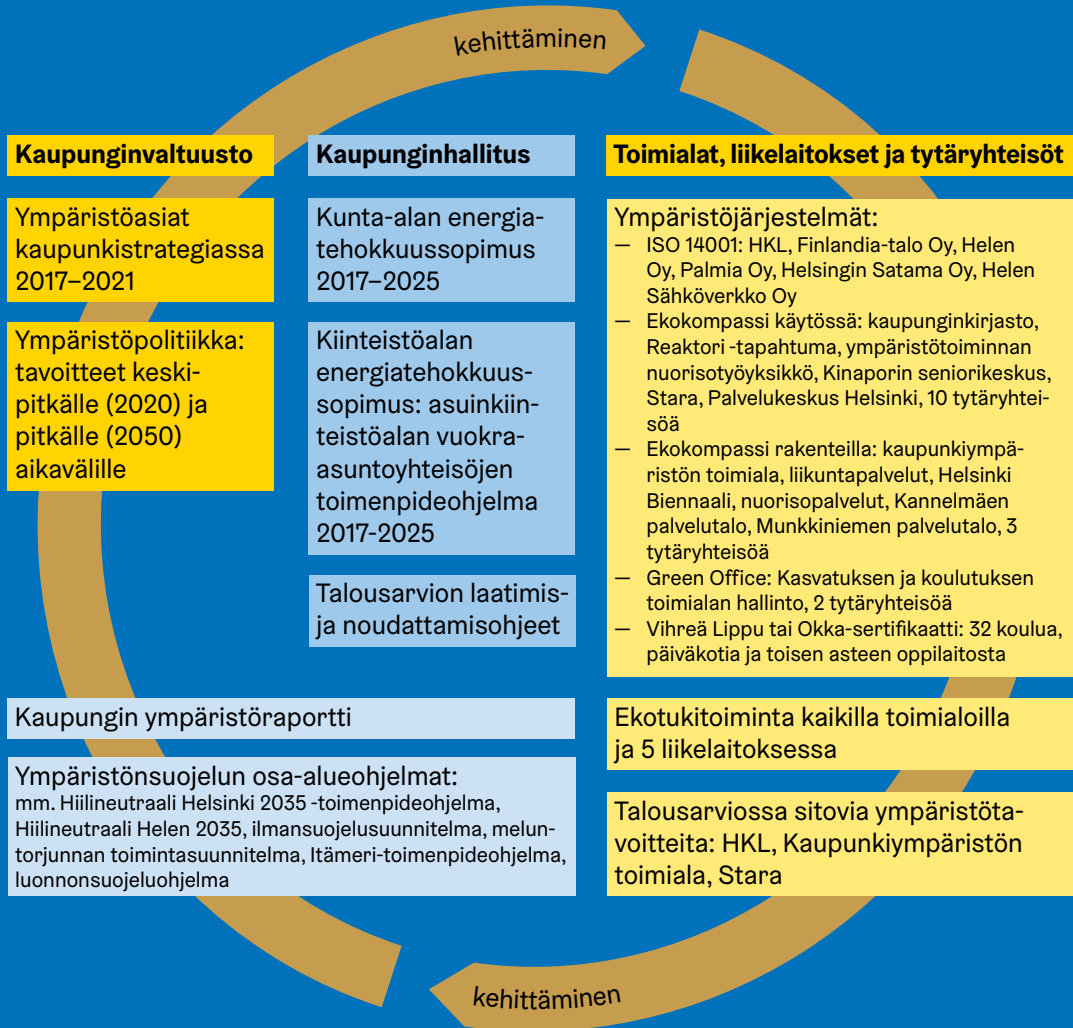 kehittäminen
Kaupunginvaltuusto
Ympäristöasiat
kaupunkistrategiassa
2017–2021
Ympäristöpolitiikka:
tavoitteet keski-
pitkälle (2020) ja
pitkälle (2050)
aikavälille
Kaupunginhallitus
Kunta-alan energia-
tehokkuussopimus
2017–2025
Kiinteistöalan
energiatehokkuus-
sopimus: asuinkiin-
teistöalan vuokra-
asuntoyhteisöjen
toimenpideohjelma
2017-2025
Talousarvion laatimis-
ja noudattamisohjeet
Kaupungin ympäristöraportti
Ympäristönsuojelun osa-alueohjelmat:
mm. Hiilineutraali Helsinki 2035 -toimenpideohjelma,
Hiilineutraali Helen 2035, ilmansuojelusuunnitelma, melun-
torjunnan toimintasuunnitelma, Itämeri-toimenpideohjelma,
luonnonsuojeluohjelma
Toimialat, liikelaitokset ja tytäryhteisöt
Ympäristöjärjestelmät:
— ISO 14001: HKL, Finlandia-talo Oy, Helen
Oy, Palmia Oy, Helsingin Satama Oy, Helen
Sähköverkko Oy
— Ekokompassi käytössä: kaupunginkirjasto,
Reaktori -tapahtuma, ympäristötoiminnan
nuorisotyöyksikkö, Kinaporin seniorikeskus,
Stara, Palvelukeskus Helsinki, 10 tytäryhtei-
söä
— Ekokompassi rakenteilla: kaupunkiympä-
ristön toimiala, liikuntapalvelut, Helsinki
Biennaali, nuorisopalvelut, Kannelmäen
palvelutalo, Munkkiniemen palvelutalo, 3
tytäryhteisöä
— Green Office: Kasvatuksen ja koulutuksen
toimialan hallinto, 2 tytäryhteisöä
— Vihreä Lippu tai Okka-sertifikaatti: 32 koulua,
päiväkotia ja toisen asteen oppilaitosta
Ekotukitoiminta kaikilla toimialoilla
ja 5 liikelaitoksessa
Talousarviossa sitovia ympäristöta-
voitteita: HKL, Kaupunkiympäristön
toimiala, Stara
kehittäminen